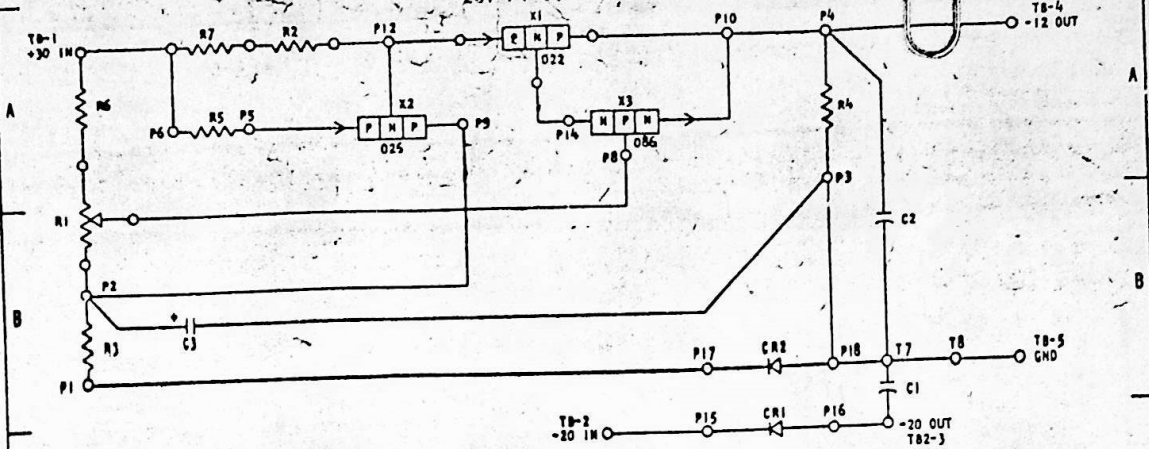 X1
P10
P4
TB-4
-12 OUT
TB-1
+30 IN
R7
R2
P12
N P
022
A
A
R6
X2
X3
R4
P6
R5
P5
P N P
P9
P14
N P N
025
086
P8
P3
R1
C2
P2
B
B
+
C3
R3
P17
CR2
P18
T7
T8
TB-5
GND
P1
C1
TB-2
-20 IN
P15
CR1
P16
-20 OUT
TB2-3